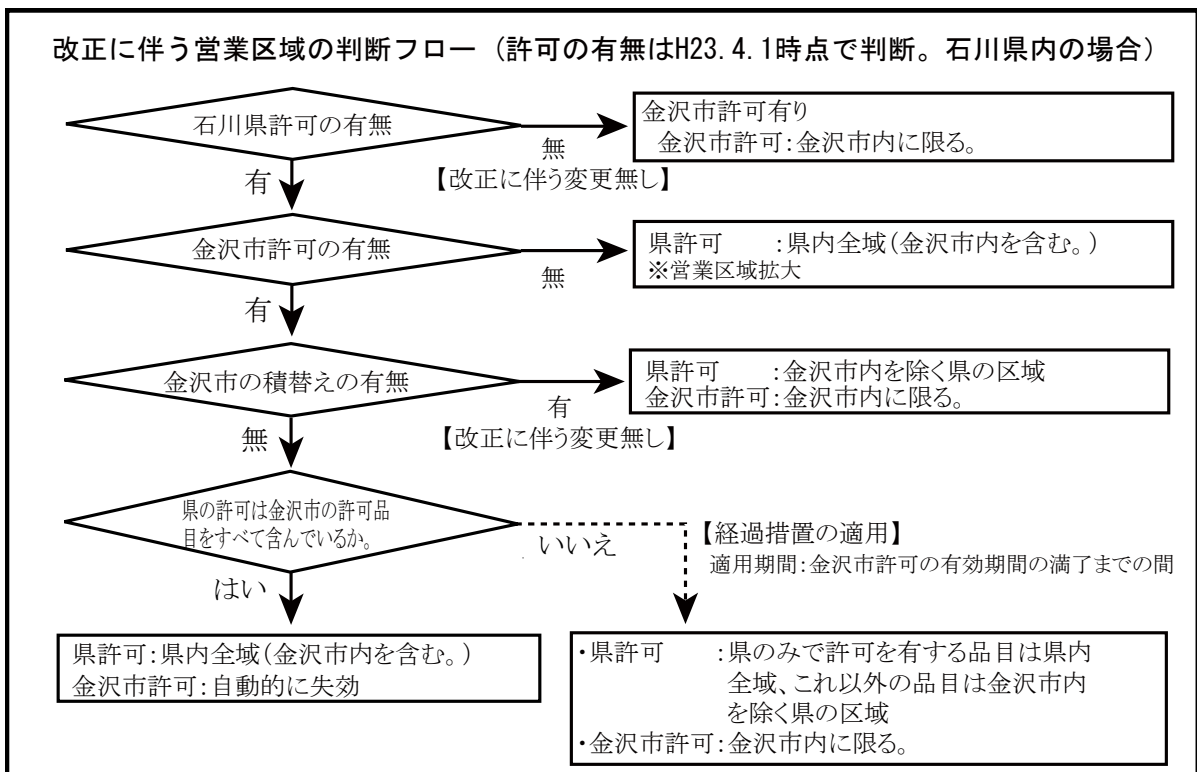 改正に伴う営業区域の判断フロー（許可の有無はH23.4.1時点で判断。石川県内の場合）
石川県許可の有無
無
【改正に伴う変更無し】
金沢市許可有り
金沢市許可：金沢市内に限る。
有
金沢市許可の有無
無
県許可　　：県内全域（金沢市内を含む。）
※営業区域拡大
有
金沢市の積替えの有無
有
【改正に伴う変更無し】
県許可　　：金沢市内を除く県の区域
金沢市許可：金沢市内に限る。
無
県の許可は金沢市の許可品
目をすべて含んでいるか。
いいえ
【経過措置の適用】
適用期間：金沢市許可の有効期間の満了までの間
はい
県許可：県内全域（金沢市内を含む。）
金沢市許可：自動的に失効
・県許可　　：県のみで許可を有する品目は県内
全域、これ以外の品目は金沢市内
を除く県の区域
・金沢市許可：金沢市内に限る。